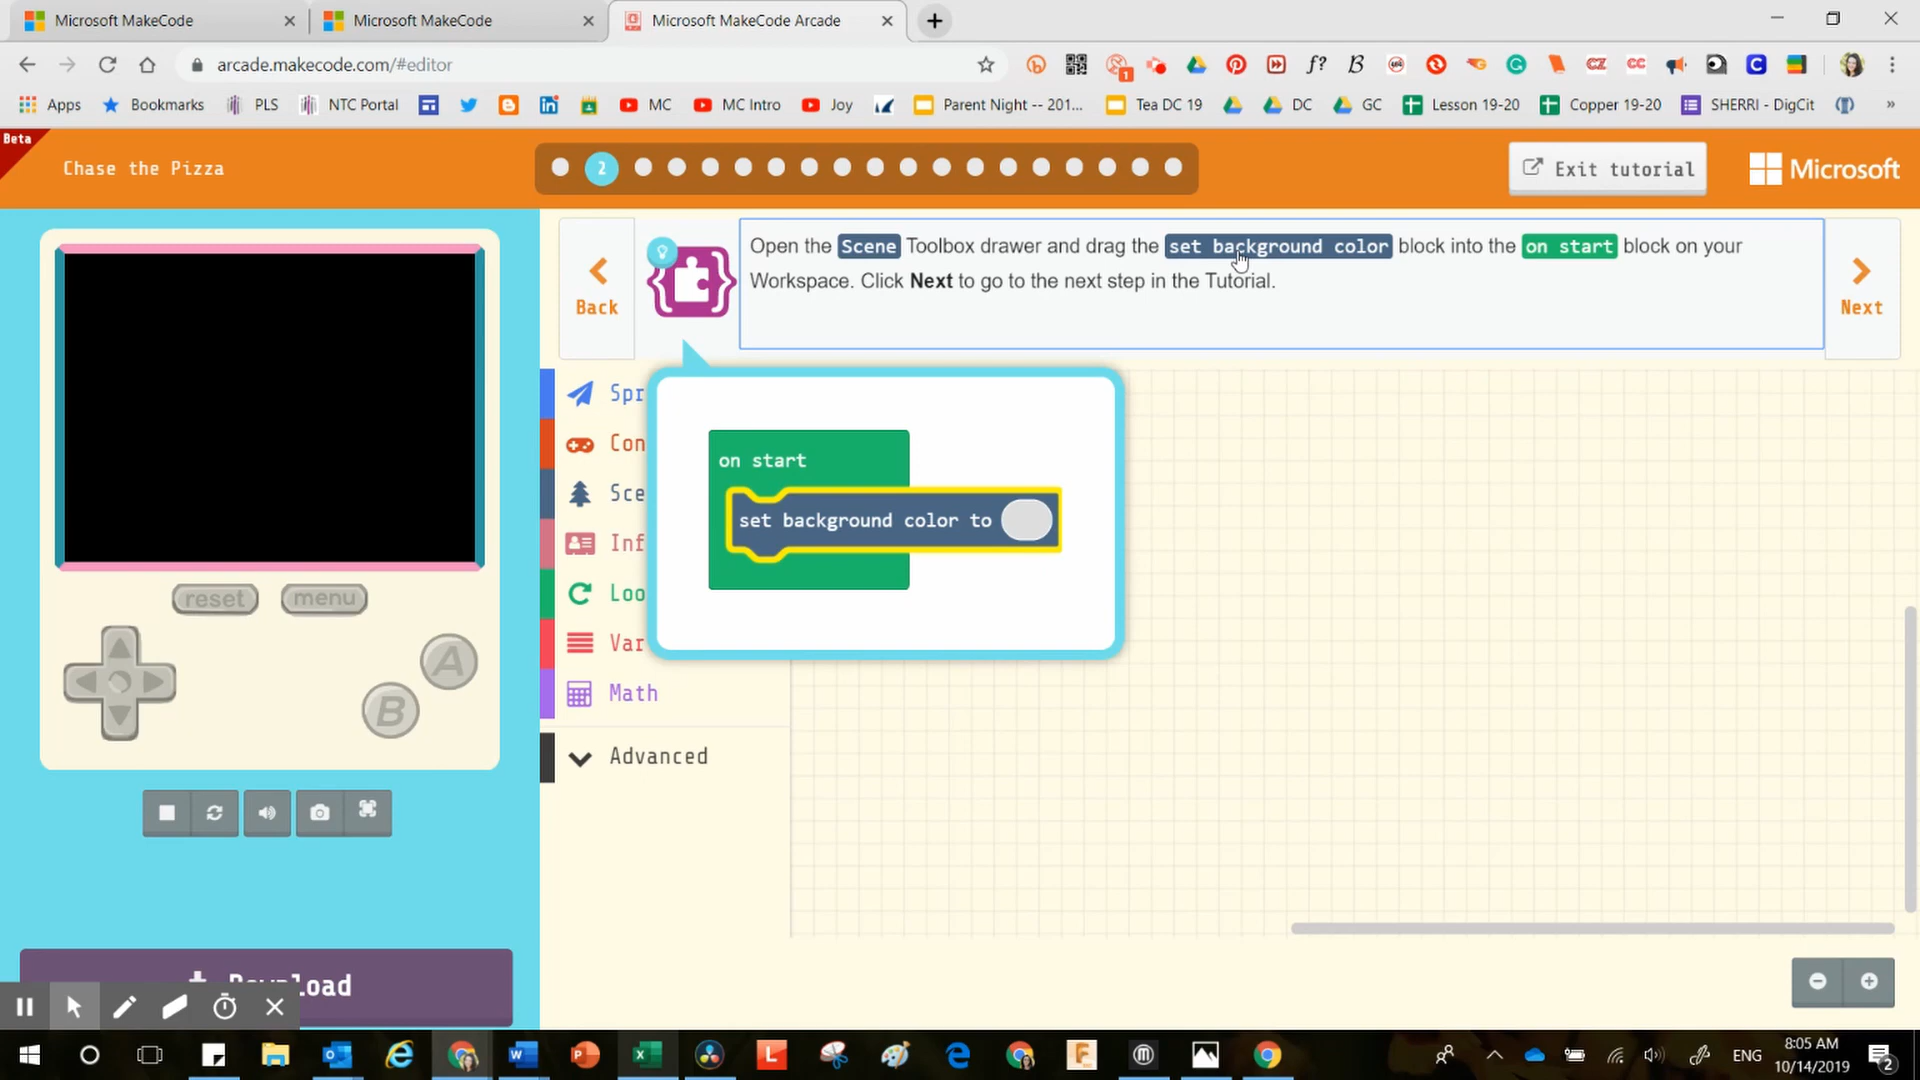 Microsoft MakeCode
Microsoft MakeCode
Microsoft MakeCode Arcade
arcade.makecode.com/#editor
Apps
Bookmarks
PLS
NTC Portal
MC
MC Intro
Joy
Parent Night -- 201...
Tea DC 19
DC
GC
Lesson 19-20
Copper 19-20
SHERRI - DigCit
»
Beta
Chase the Pizza
2
Exit tutorial
Microsoft
Back
Open the Scene Toolbox drawer and drag the set background color block into the on start block on your
Workspace. Click Next to go to the next step in the Tutorial.
Next
Spr
Con
Sce
Inf
Loo
Var
Math
Advanced
on start
set background color to
reset
menu
A
B
Download
ENG
8:05 AM
10/14/2019
2